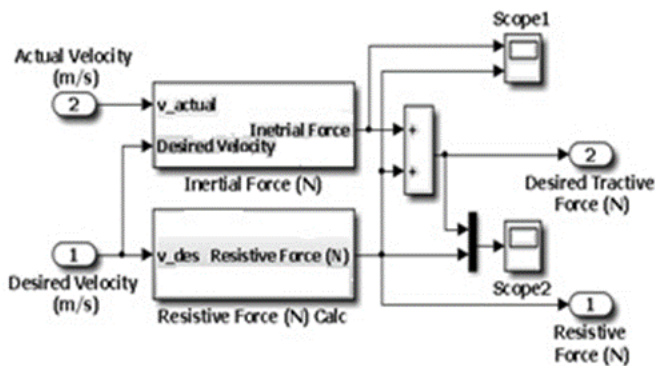 Scope1
Actual Velocity
(m/s)
2
v_actual
Inetrial Force
Desired Velocity
Inertial Force (N)
+
+
2
Desired Tractive
Force (N)
1
Desired Velocity
(m/s)
v_des Resistive Force (N)
Resistive Force (N) Calc
Scope2
1
Resistive
Force (N)